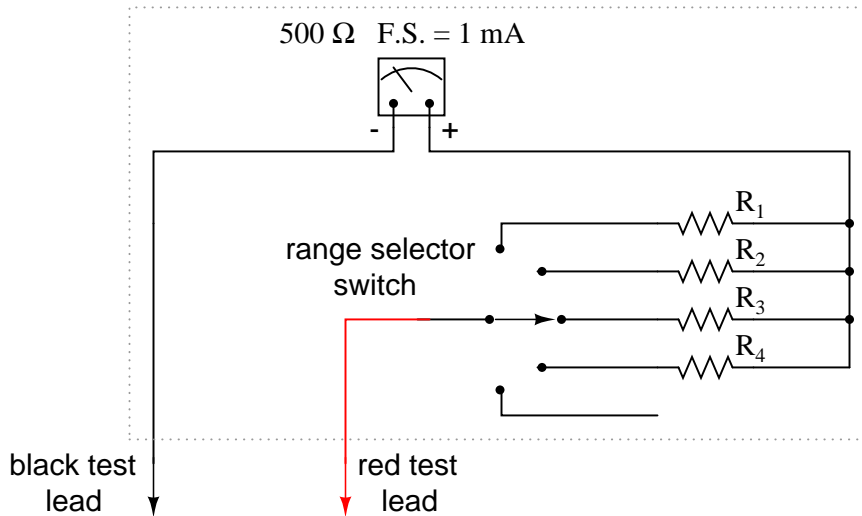 500 Ω F.S. = 1 mA
- +
R₁
range selector
switch
R₂
R₃
R₄
black test
lead
red test
lead